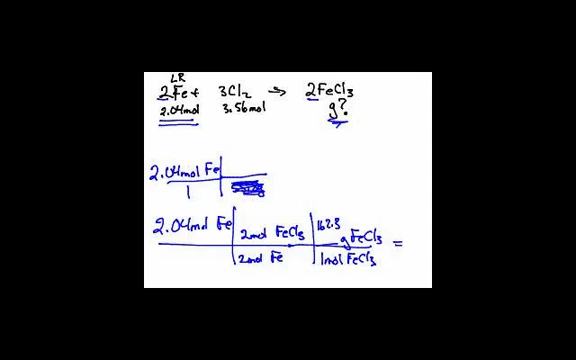 LR
2Fe + 3Cl2 → 2FeCl3
2.04mol 3.56mol g?
2.04mol Fe
1
2.04mol Fe 2mol FeCl3 162.3 g FeCl3 =
2mol Fe 1mol FeCl3